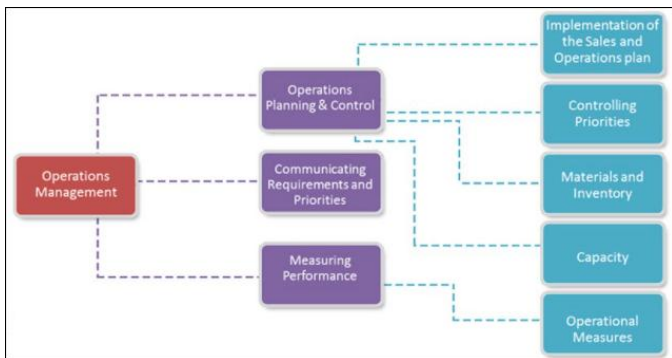 Operations
Management
Operations
Planning & Control
Communicating
Requirements and
Priorities
Measuring
Performance
Implementation of
the Sales and
Operations plan
Controlling
Priorities
Materials and
Inventory
Capacity
Operational
Measures